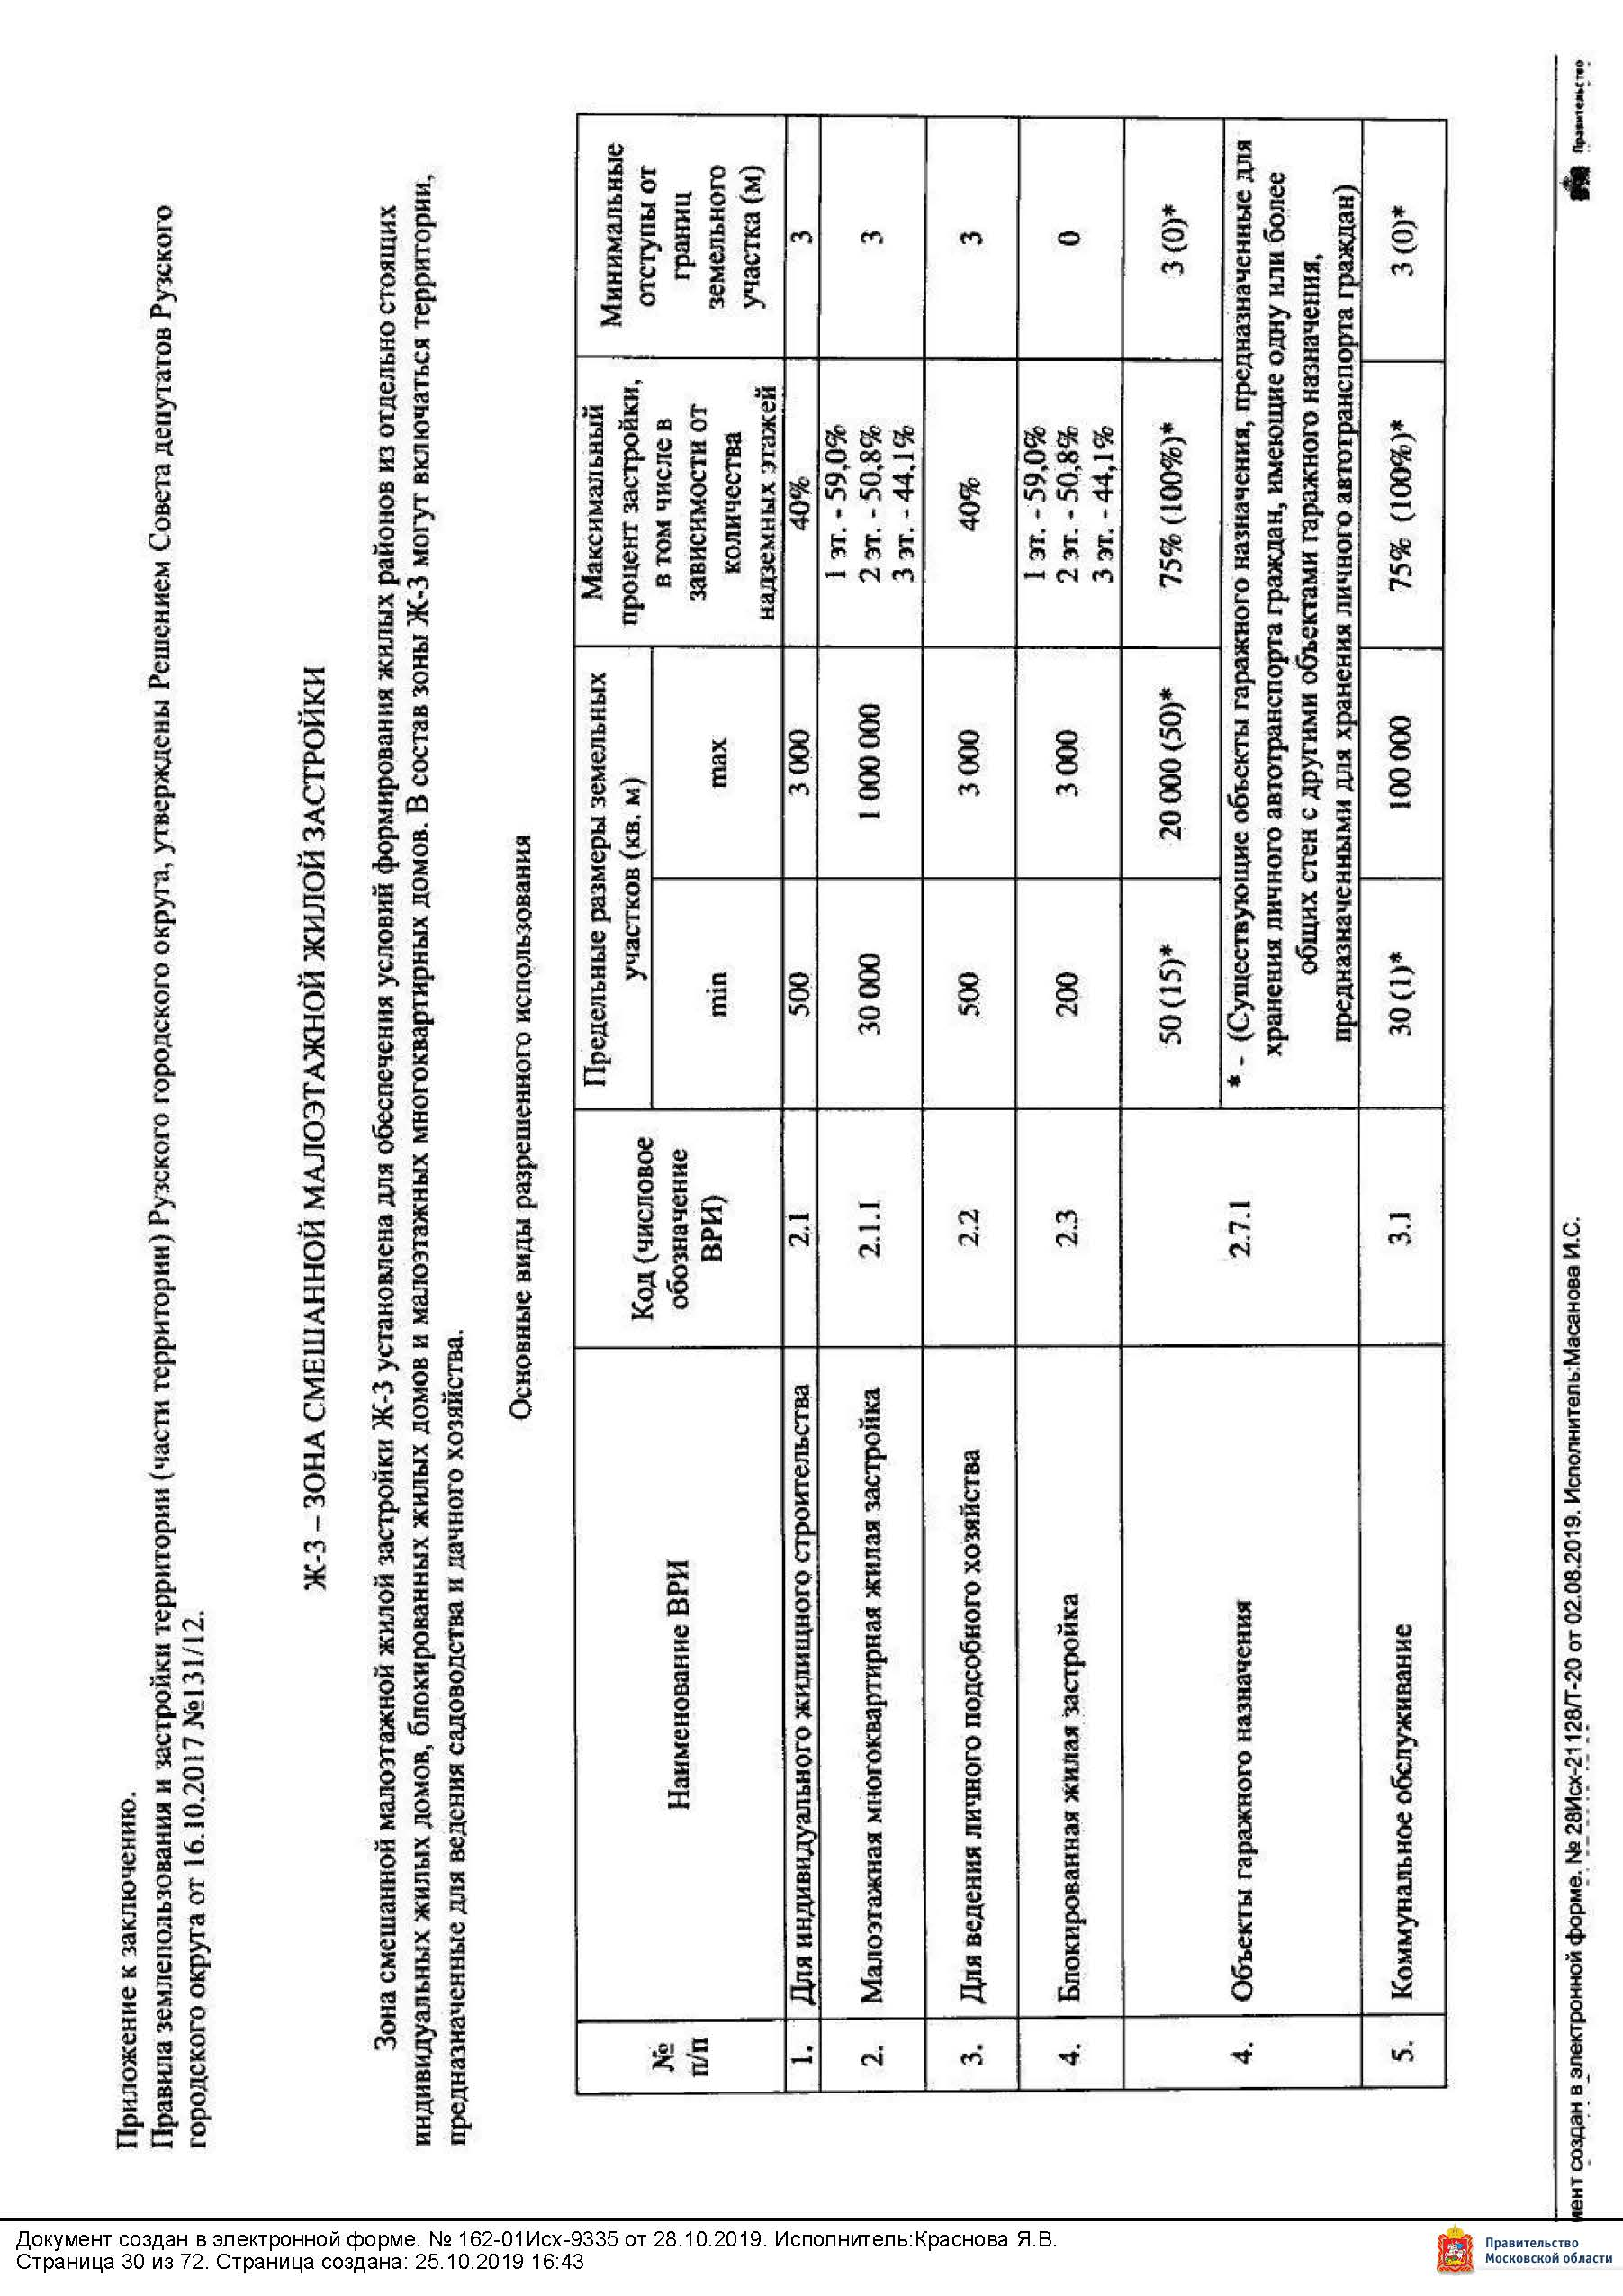 Приложение к заключению.
Правила землепользования и застройки территории (части территории) Рузского городского округа, утверждены Решением Совета депутатов Рузского
городского округа от 16.10.2017 №131/12.
Ж-3 – ЗОНА СМЕШАННОЙ МАЛОЭТАЖНОЙ ЖИЛОЙ ЗАСТРОЙКИ
Зона смешанной малоэтажной жилой застройки Ж-3 установлена для обеспечения условий формирования жилых районов из отдельно стоящих
индивидуальных жилых домов, блокированных жилых домов и малоэтажных многоквартирных домов. В состав зоны Ж-3 могут включаться территории,
предназначенные для ведения садоводства и дачного хозяйства.
Основные виды разрешенного использования
№
п/п
Наименование ВРИ
Код (числовое
обозначение
ВРИ)
Предельные размеры земельных
участков (кв. м)
min
max
Максимальный
процент застройки,
в том числе в
зависимости от
количества
надземных этажей
Минимальные
отступы от
границ
земельного
участка (м)
1. Для индивидуального жилищного строительства 2.1 500 3 000 40% 3
2. Малоэтажная многоквартирная жилая застройка 2.1.1 30 000 1 000 000 1 эт. - 59,0% 3
2 эт. - 50,8%
3 эт. - 44,1%
3. Для ведения личного подсобного хозяйства 2.2 500 3 000 40% 3
4. Блокированная жилая застройка 2.3 200 3 000 1 эт. - 59,0% 0
2 эт. - 50,8%
3 эт. - 44,1%
4. Объекты гаражного назначения 2.7.1 50 (15)* 20 000 (50)* 75% (100%)* 3 (0)*
* - (Существующие объекты гаражного назначения, предназначенные для
хранения личного автотранспорта граждан, имеющие одну или более
общих стен с другими объектами гаражного назначения,
предназначенными для хранения личного автотранспорта граждан)
5. Коммунальное обслуживание 3.1 30 (1)* 100 000 75% (100%)* 3 (0)*
мент создан в электронной форме. № 28Исх-21128/Т-20 от 02.08.2019. Исполнитель:Масанова И.С.
Правительство
Документ создан в электронной форме. № 162-01Исх-9335 от 28.10.2019. Исполнитель:Краснова Я.В.
Страница 30 из 72. Страница создана: 25.10.2019 16:43
Правительство
Московской области